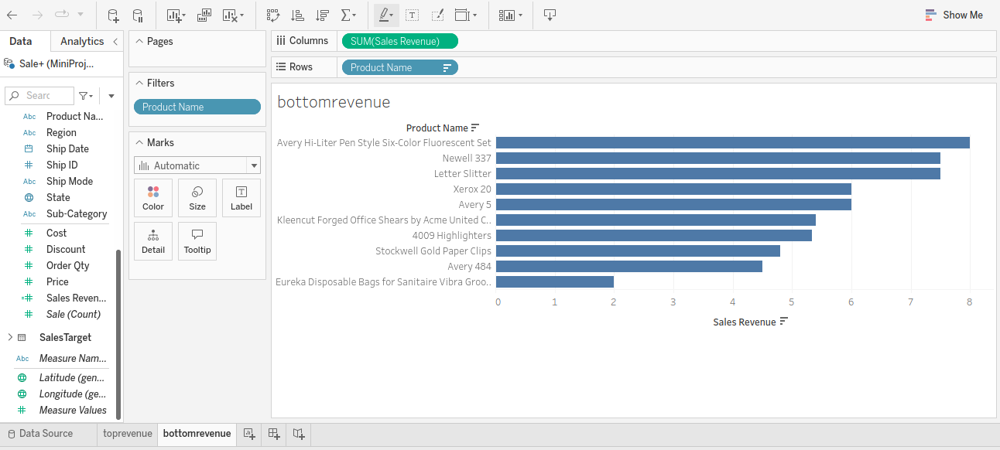 Show Me
Data
Analytics
Sale+ (MiniProj...
Searc
Abc Product Na...
Abc Region
Ship Date
Ship ID
Abc Ship Mode
State
Abc Sub-Category
Cost
Discount
Order Qty
Price
Sales Reven...
Sale (Count)
SalesTarget
Abc Measure Nam...
Latitude (gen...
Longitude (ge...
Measure Values
Pages
Filters
Product Name
Marks
Automatic
Color
Size
Label
Detail
Tooltip
Columns
SUM(Sales Revenue)
Rows
Product Name
bottomrevenue
Product Name
Avery Hi-Liter Pen Style Six-Color Fluorescent Set
Newell 337
Letter Slitter
Xerox 20
Avery 5
Kleencut Forged Office Shears by Acme United C..
4009 Highlighters
Stockwell Gold Paper Clips
Avery 484
Eureka Disposable Bags for Sanitaire Vibra Groo..
0 1 2 3 4 5 6 7 8
Sales Revenue
Data Source
toprevenue
bottomrevenue